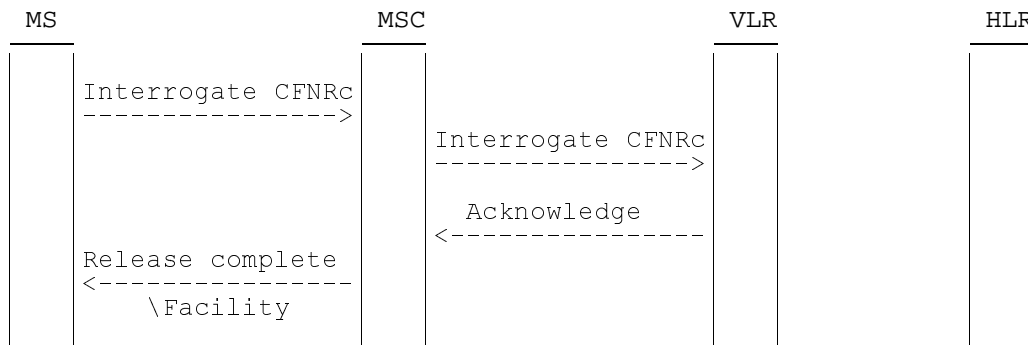 MS MSC VLR HLR
Interrogate CFNRc
---------------->
Interrogate CFNRc
---------------->
Acknowledge
<----------------
Release complete
<----------------
\Facility